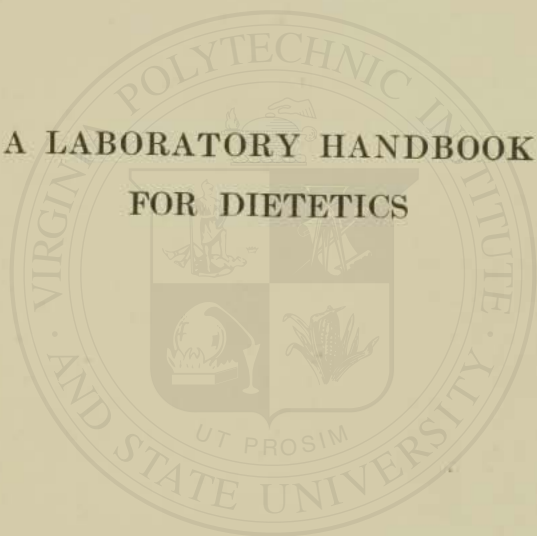 A LABORATORY HANDBOOK
FOR DIETETICS
VIRGINIA POLYTECHNIC INSTITUTE
AND STATE UNIVERSITY
UT PROSIM